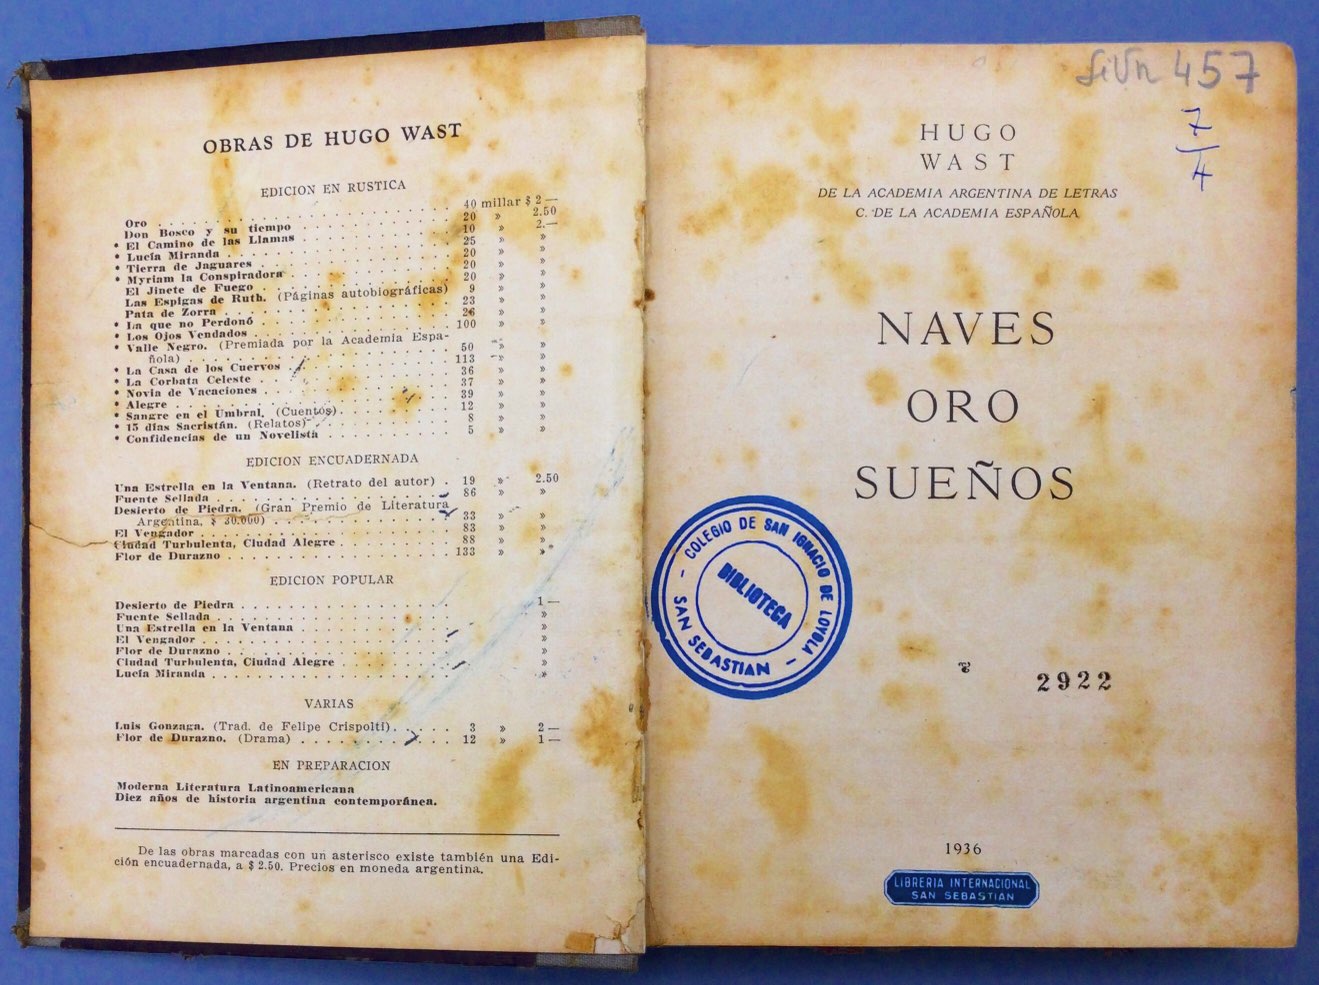 OBRAS DE HUGO WAST
EDICION EN RUSTICA
Oro . . . . . . . . . . . . 40 millar $ 2 —
Don Bosco y su tiempo . . . . . . 20 » 2.50
• El Camino de las Llamas . . . . . . 10 » 2.—
• Lucía Miranda . . . . . . 25 » »
• Tierra de Jaguares . . . . . . 20 » »
• Myriam la Conspiradora . . . . . . 20 » »
El Jinete de Fuego . . . . . . 20 » »
Las Espigas de Ruth. (Páginas autobiográficas) 9 » »
Pata de Zorra . . . . . . 23 » »
• La que no Perdonó . . . . . . 26 » »
• Los Ojos Vendados . . . . . . 100 » »
• Valle Negro. (Premiada por la Academia Espa-
ñola) . . . . . . 50 » »
• La Casa de los Cuervos . . . . . . 113 » »
• La Corbata Celeste . . . . . . 36 » »
• Novia de Vacaciones . . . . . . 37 » »
• Alegre . . . . . . 39 » »
• Sangre en el Umbral. (Cuentos) . . . . . . 12 » »
• 15 días Sacristán. (Relatos) . . . . . . 8 » »
• Confidencias de un Novelista . . . . . . 5 » »
EDICION ENCUADERNADA
Una Estrella en la Ventana. (Retrato del autor) . 19 » 2.50
Fuente Sellada . . . . . . 86 » »
Desierto de Piedra. (Gran Premio de Literatura
Argentina, $ 30.000) . . . . . . 33 » »
El Vengador . . . . . . 83 » »
Ciudad Turbulenta, Ciudad Alegre . . . . . . 88 » »
Flor de Durazno . . . . . . 133 » »
EDICION POPULAR
Desierto de Piedra . . . . . . 1 —
Fuente Sellada . . . . . . »
Una Estrella en la Ventana . . . . . . »
El Vengador . . . . . . »
Flor de Durazno . . . . . . »
Ciudad Turbulenta, Ciudad Alegre . . . . . . »
Lucía Miranda . . . . . . »
VARIAS
Luis Gonzaga. (Trad. de Felipe Crispolti) . . . . 3 » 2 —
Flor de Durazno. (Drama) . . . . . . 12 » 1 —
EN PREPARACION
Moderna Literatura Latinoamericana
Diez años de historia argentina contemporánea.
De las obras marcadas con un asterisco existe también una Edi-
ción encuadernada, a $ 2.50. Precios en moneda argentina.
457
7
4
HUGO
WAST
DE LA ACADEMIA ARGENTINA DE LETRAS
C. DE LA ACADEMIA ESPAÑOLA
NAVES
ORO
SUEÑOS
COLEGIO DE SAN IGNACIO DE LOYOLA
BIBLIOTECA
SAN SEBASTIAN
2922
1936
LIBRERIA INTERNACIONAL
SAN SEBASTIAN